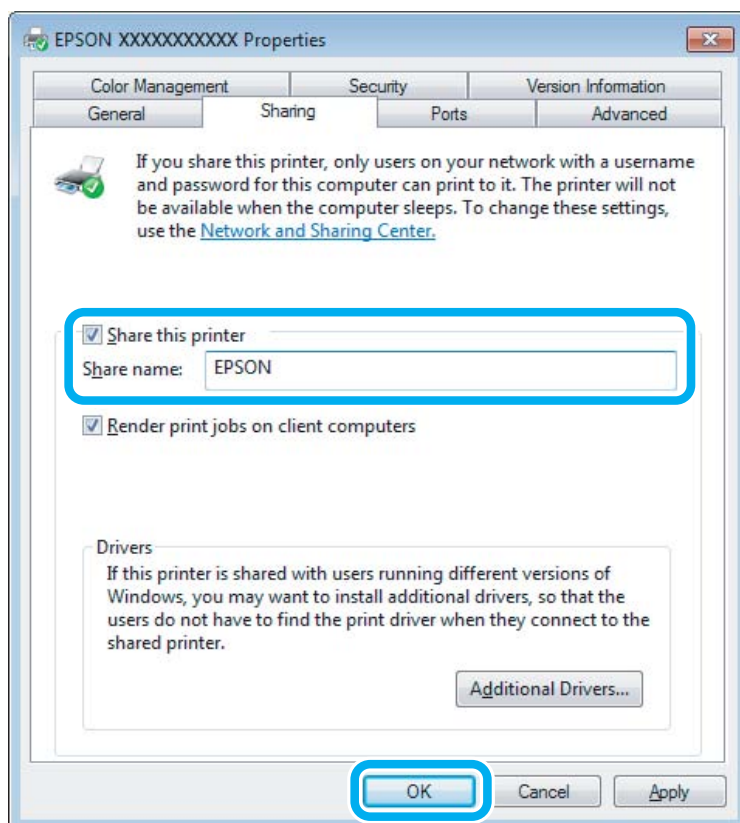 EPSON XXXXXXXXXXX Properties
Color Management Security Version Information
General Sharing Ports Advanced
If you share this printer, only users on your network with a username
and password for this computer can print to it. The printer will not
be available when the computer sleeps. To change these settings,
use the Network and Sharing Center.
Share this printer
Share name: EPSON
Render print jobs on client computers
Drivers
If this printer is shared with users running different versions of
Windows, you may want to install additional drivers, so that the
users do not have to find the print driver when they connect to the
shared printer.
Additional Drivers...
OK Cancel Apply